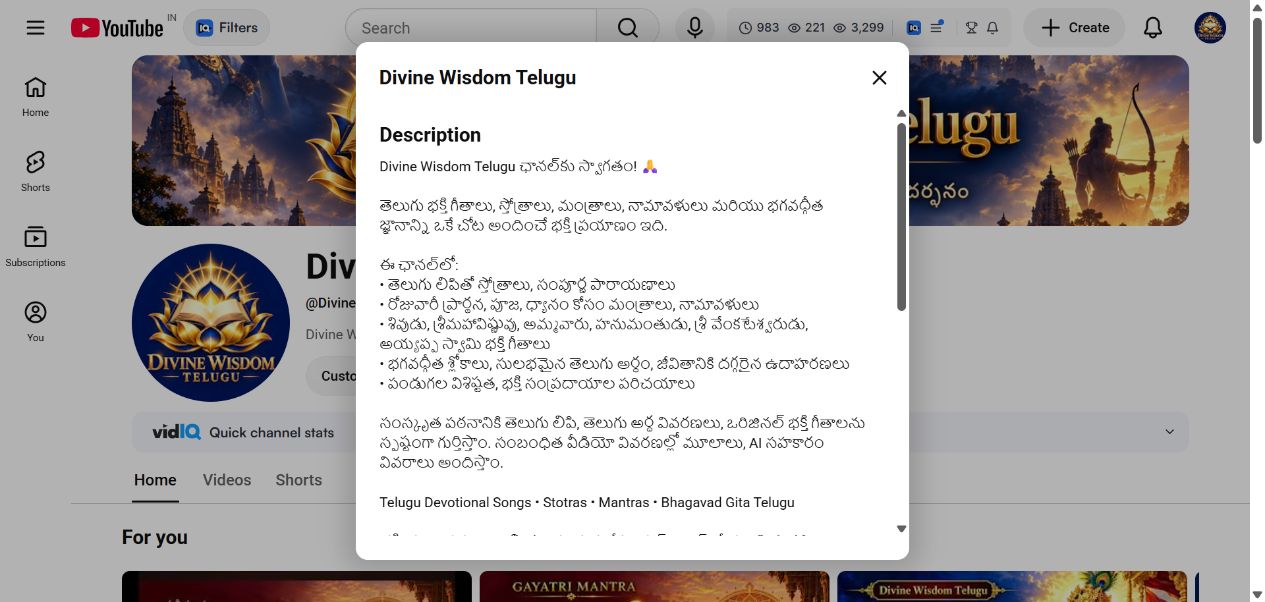 YouTube IN
Filters
Search
983 221 3,299
Create
Home
Shorts
Subscriptions
You
elugu
దర్శనం
DIVINE WISDOM
TELUGU
Div
@Divine
Divine W
Custo
vidIQ Quick channel stats
Home Videos Shorts
For you
GAYATRI MANTRA
Divine Wisdom Telugu
Divine Wisdom Telugu
Description
Divine Wisdom Telugu ఛానల్‌కు స్వాగతం! 🙏
తెలుగు భక్తి గీతాలు, స్తోత్రాలు, మంత్రాలు, నామావళులు మరియు భగవద్గీత
జ్ఞానాన్ని ఒకే చోట అందించే భక్తి ప్రయాణం ఇది.
ఈ ఛానల్‌లో:
• తెలుగు లిపితో స్తోత్రాలు, సంపూర్ణ పారాయణాలు
• రోజువారీ ప్రార్థన, పూజ, ధ్యానం కోసం మంత్రాలు, నామావళులు
• శివుడు, శ్రీమహావిష్ణువు, అమ్మవారు, హనుమంతుడు, శ్రీ వేంకటేశ్వరుడు,
అయ్యప్ప స్వామి భక్తి గీతాలు
• భగవద్గీత శ్లోకాలు, సులభమైన తెలుగు అర్థం, జీవితానికి దగ్గరైన ఉదాహరణలు
• పండుగల విశిష్టత, భక్తి సంప్రదాయాల పరిచయాలు
సంస్కృత పఠనానికి తెలుగు లిపి, తెలుగు అర్థ వివరణలు, ఒరిజినల్ భక్తి గీతాలను
స్పష్టంగా గుర్తిస్తాం. సంబంధిత వీడియో వివరణల్లో మూలాలు, AI సహకారం
వివరాలు అందిస్తాం.
Telugu Devotional Songs • Stotras • Mantras • Bhagavad Gita Telugu